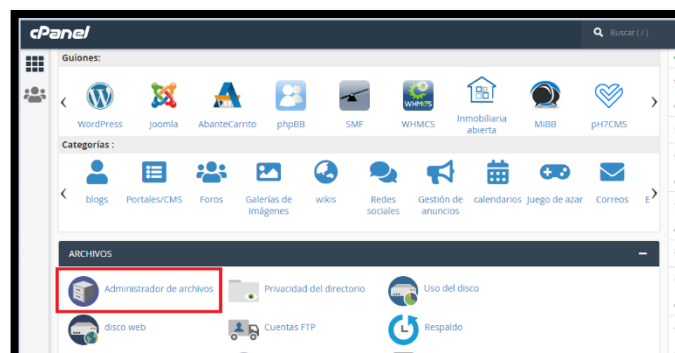 cPanel
Buscar ( / )
Guiones:
WordPress Joomla AbanteCarrito phpBB SMF WHMCS Inmobiliaria abierta MiBB pH7CMS
WHMCS
Categorías :
blogs Portales/CMS Foros Galerías de Imágenes wikis Redes sociales Gestión de anuncios calendarios Juego de azar Correos E
ARCHIVOS
Administrador de archivos Privacidad del directorio Uso del disco
disco web Cuentas FTP Respaldo